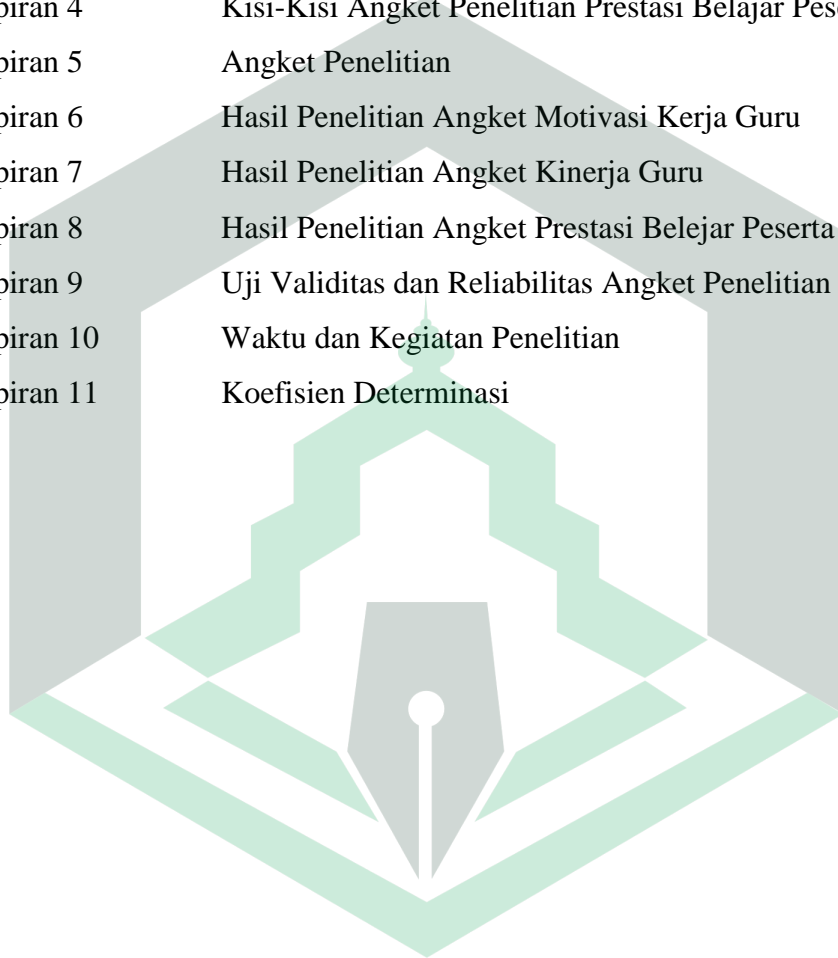 piran 4 Kisi-Kisi Angket Penelitian Prestasi Belajar Pes
piran 5 Angket Penelitian
piran 6 Hasil Penelitian Angket Motivasi Kerja Guru
piran 7 Hasil Penelitian Angket Kinerja Guru
piran 8 Hasil Penelitian Angket Prestasi Belejar Peserta
piran 9 Uji Validitas dan Reliabilitas Angket Penelitian
piran 10 Waktu dan Kegiatan Penelitian
piran 11 Koefisien Determinasi